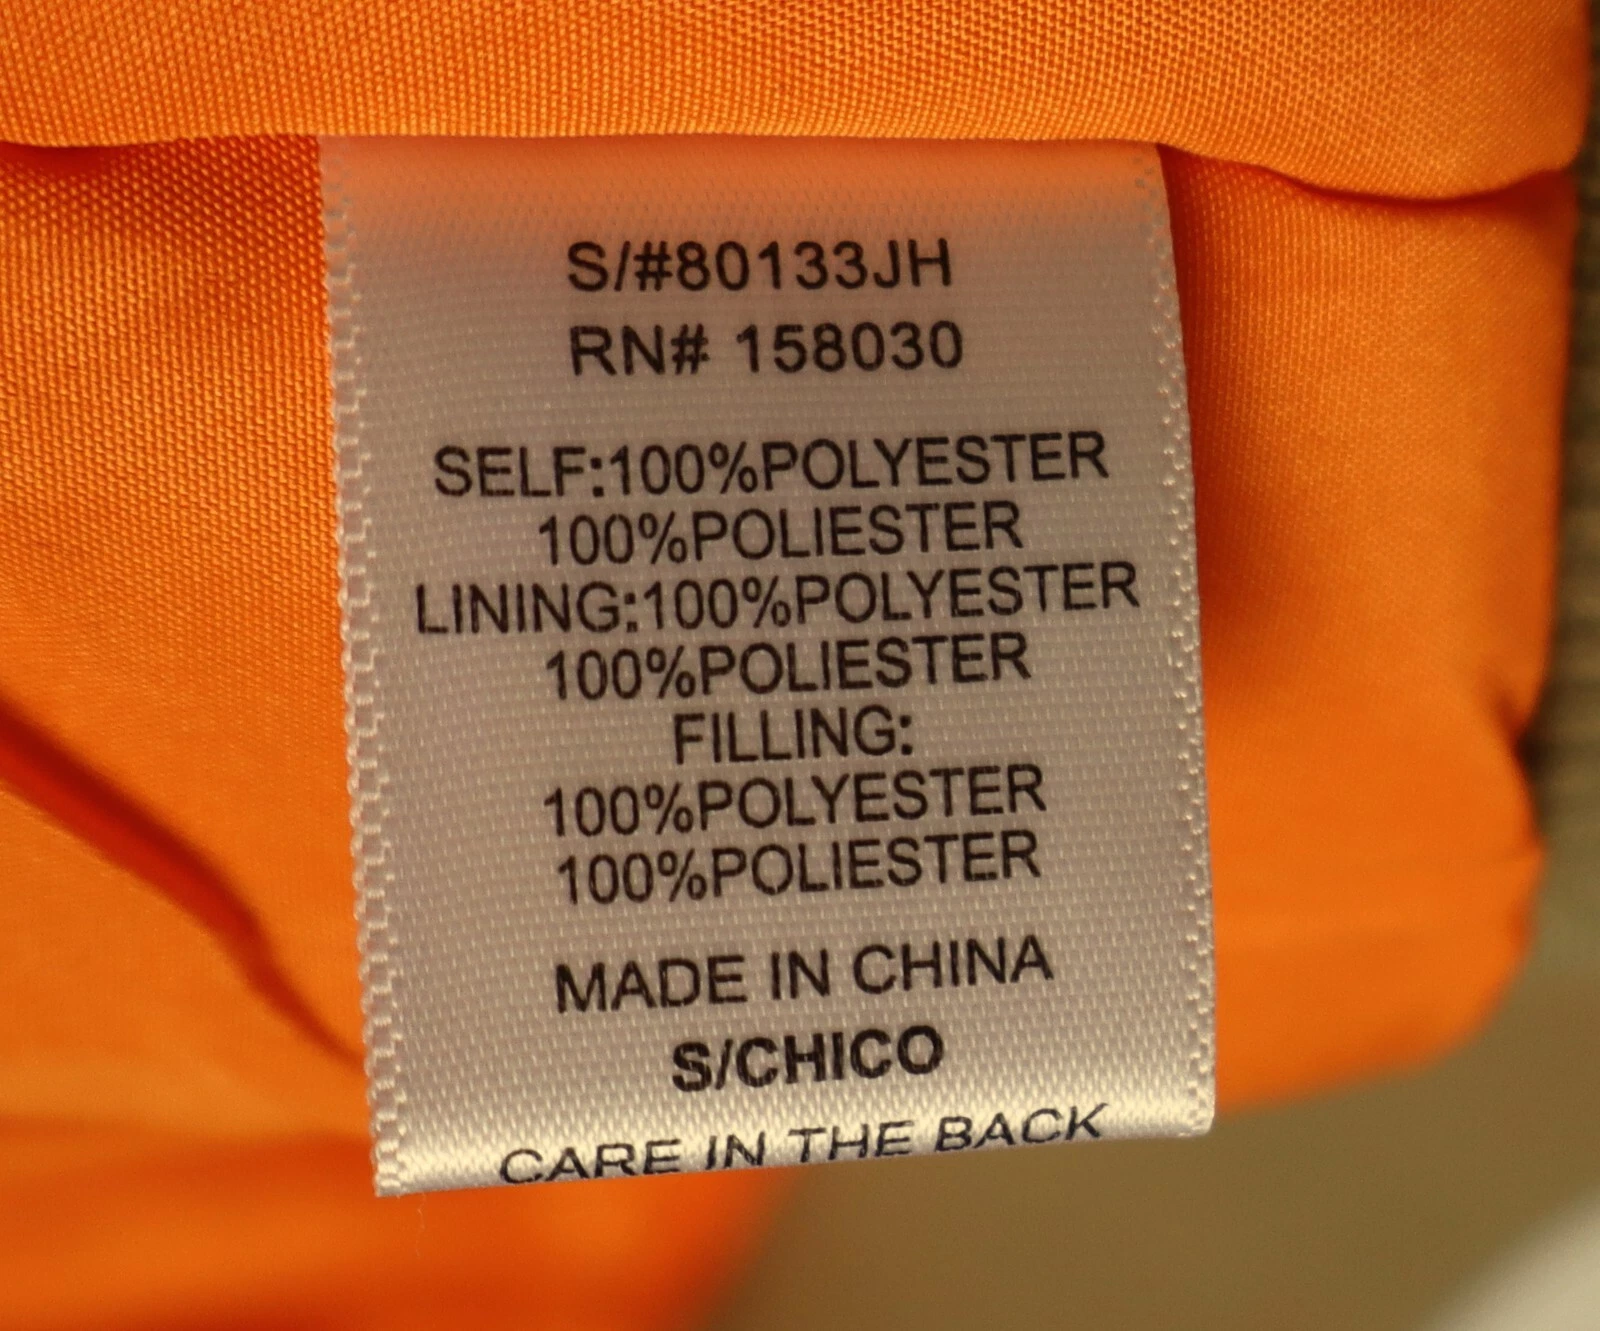 S/#80133JH
RN# 158030
SELF:100%POLYESTER
100%POLIESTER
LINING:100%POLYESTER
100%POLIESTER
FILLING:
100%POLYESTER
100%POLIESTER
MADE IN CHINA
S/CHICO
CARE IN THE BACK